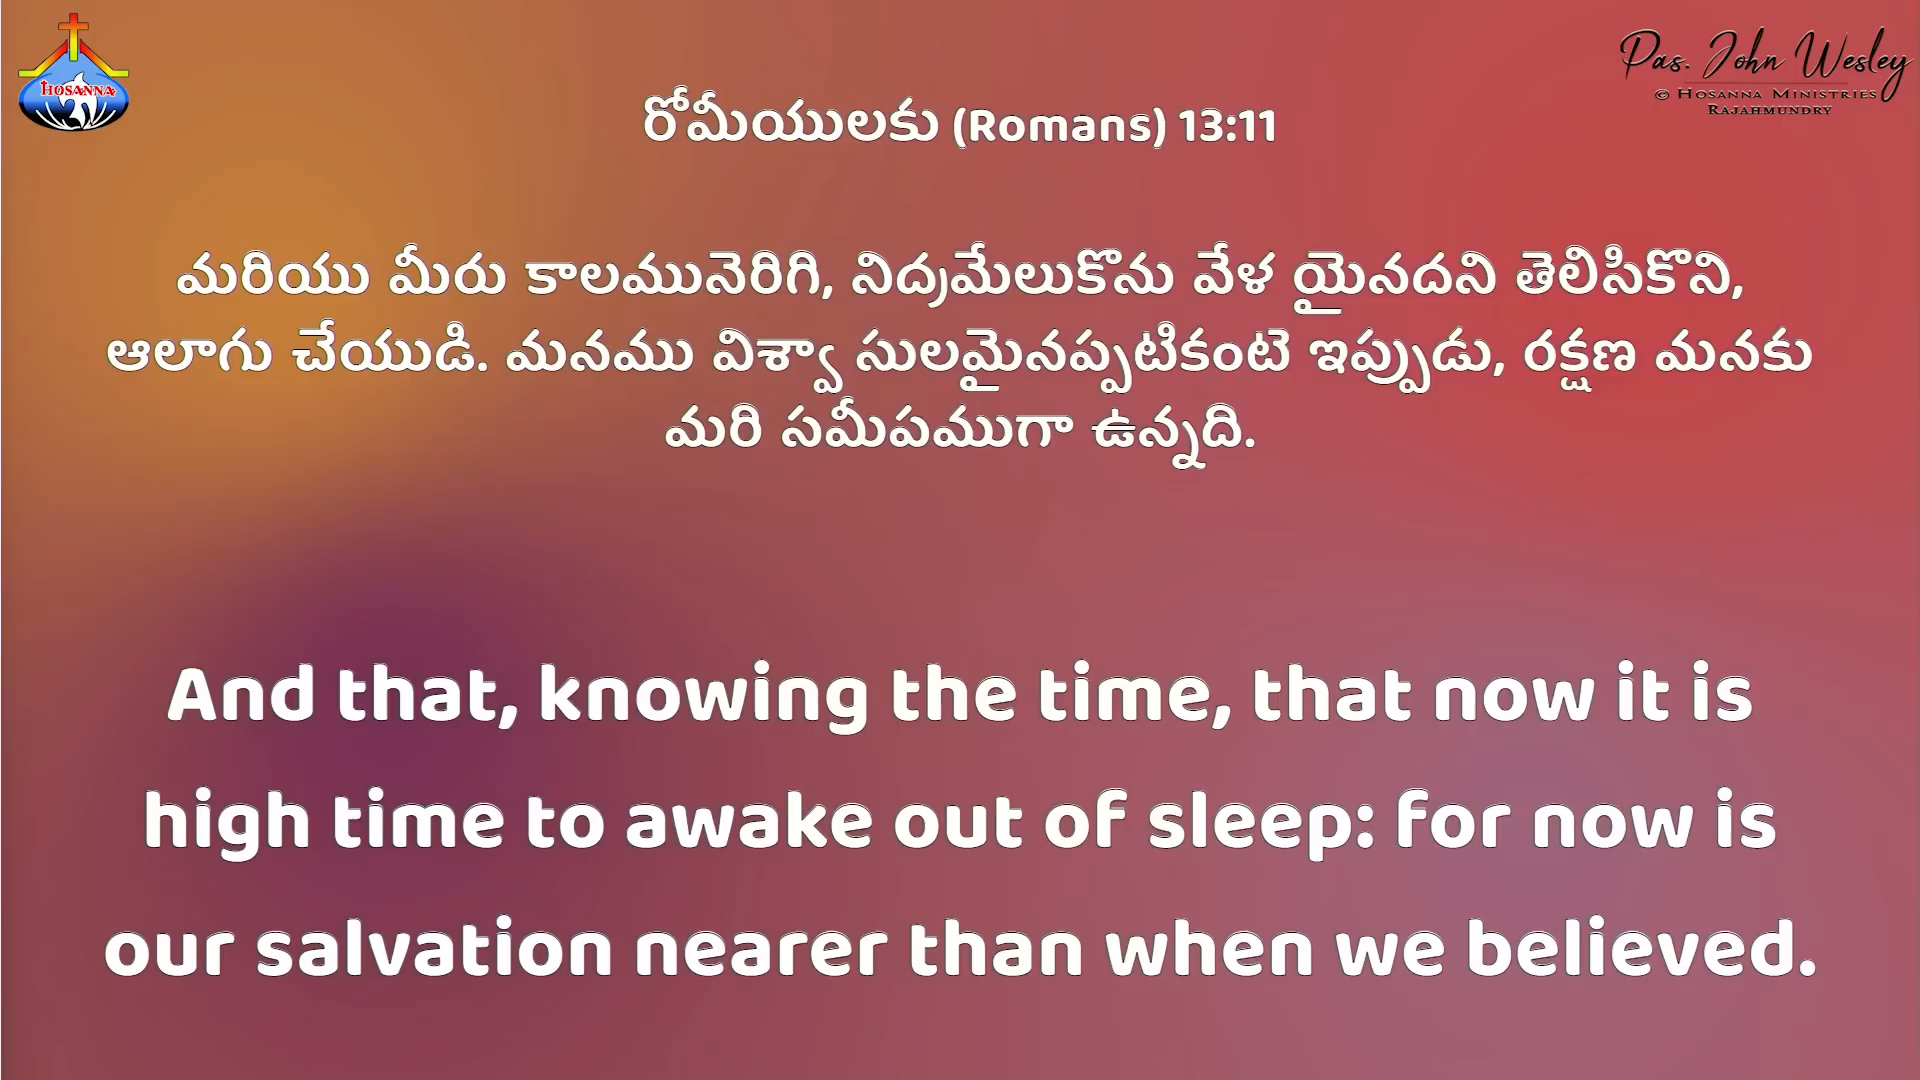 HOSANNA
Pas. John Wesley
© HOSANNA MINISTRIES
RAJAHMUNDRY
రోమీయులకు (Romans) 13:11
మరియు మీరు కాలమునెరిగి, నిద్రమేలుకొను వేళ యైనదని తెలిసికొని,
ఆలాగు చేయుడి. మనము విశ్వా సులమైనప్పటికంటె ఇప్పుడు, రక్షణ మనకు
మరి సమీపముగా ఉన్నది.
And that, knowing the time, that now it is
high time to awake out of sleep: for now is
our salvation nearer than when we believed.